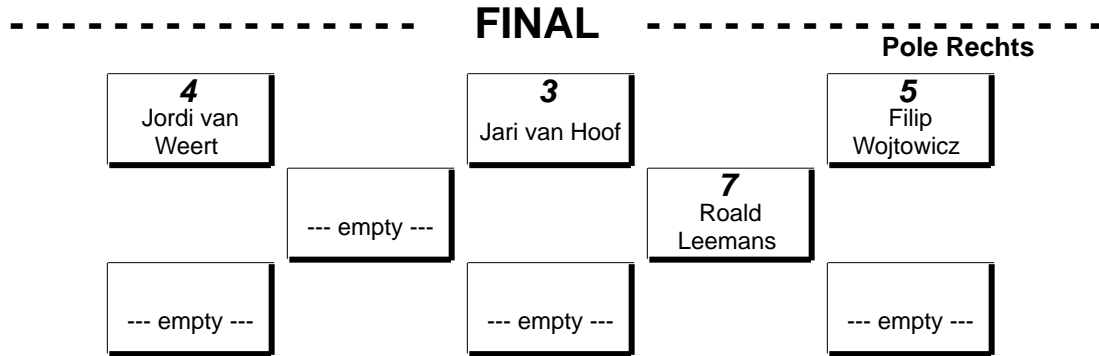 - - - - - - - - - - - - - - - - FINAL - - - - - - - - - - - - - - - - - -
Pole Rechts
4
Jordi van
Weert
3
Jari van Hoof
5
Filip
Wojtowicz
--- empty ---
7
Roald
Leemans
--- empty ---
--- empty ---
--- empty ---